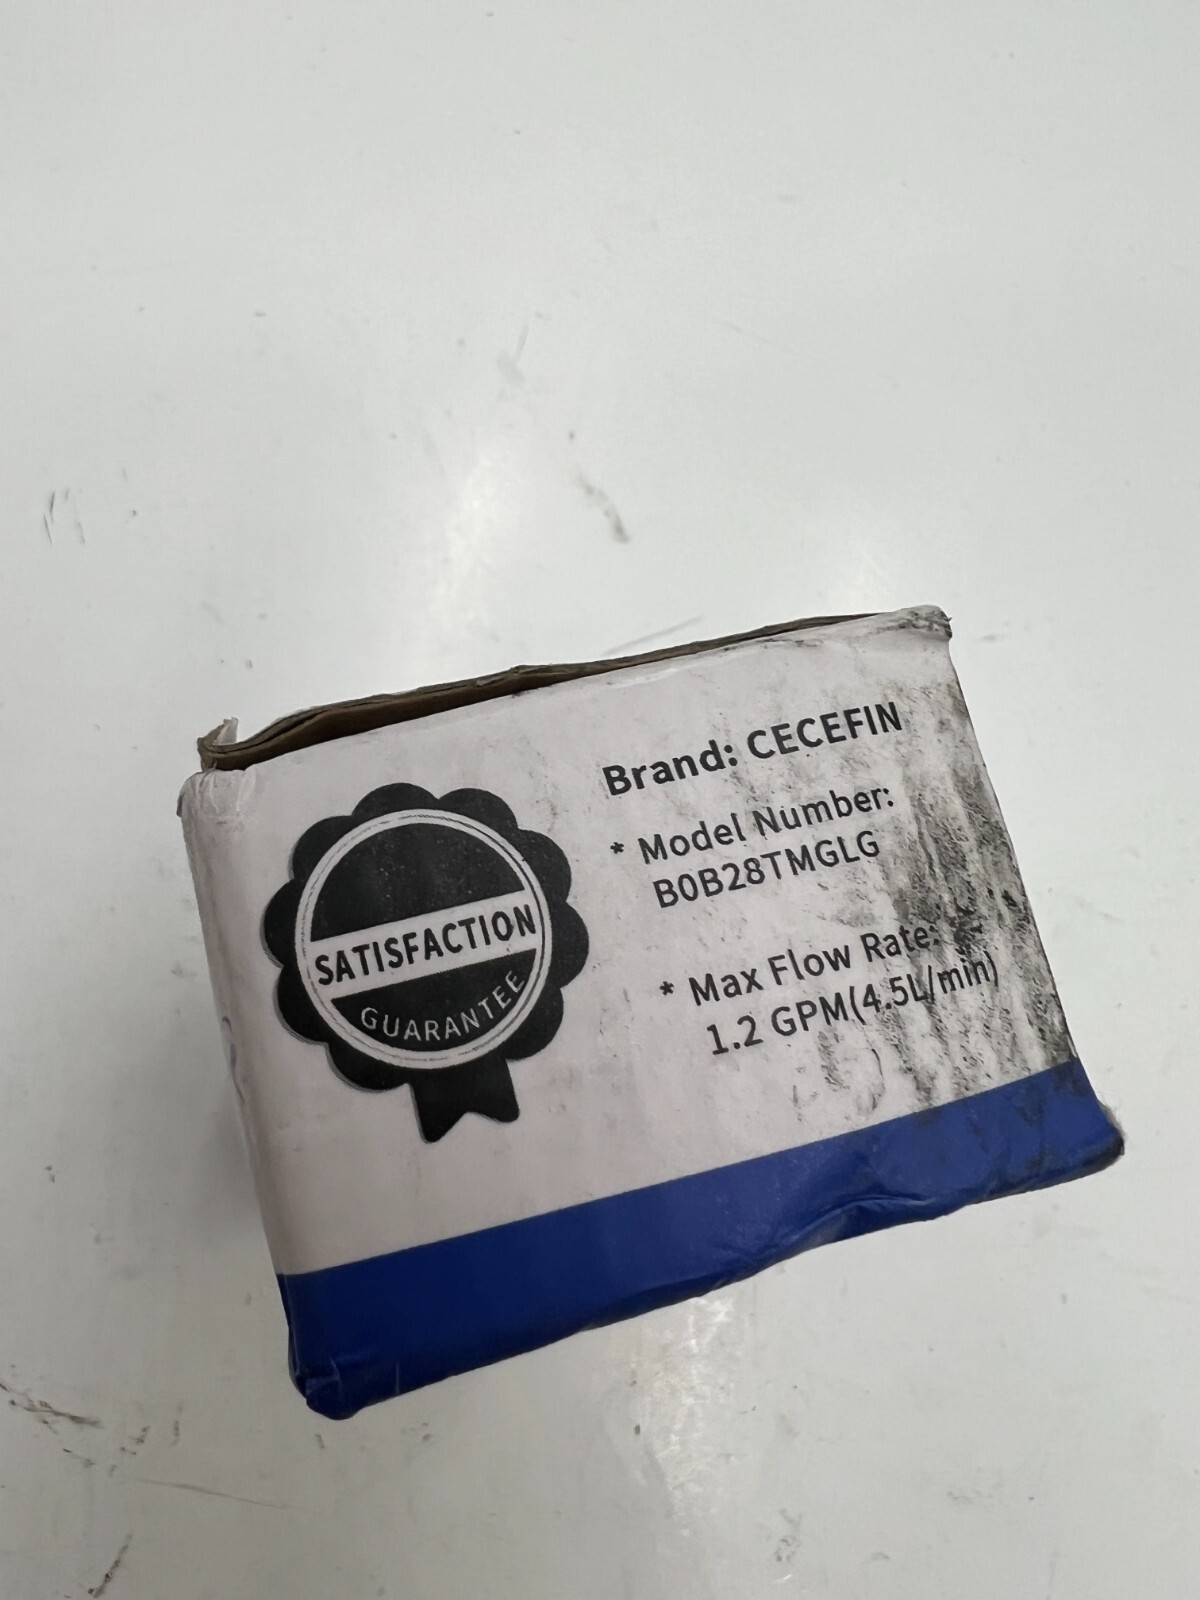 SATISFACTION
GUARANTEE
Brand: CECEFIN
* Model Number:
B0B28TMGLG
* Max Flow Rate:
1.2 GPM(4.5L/min)